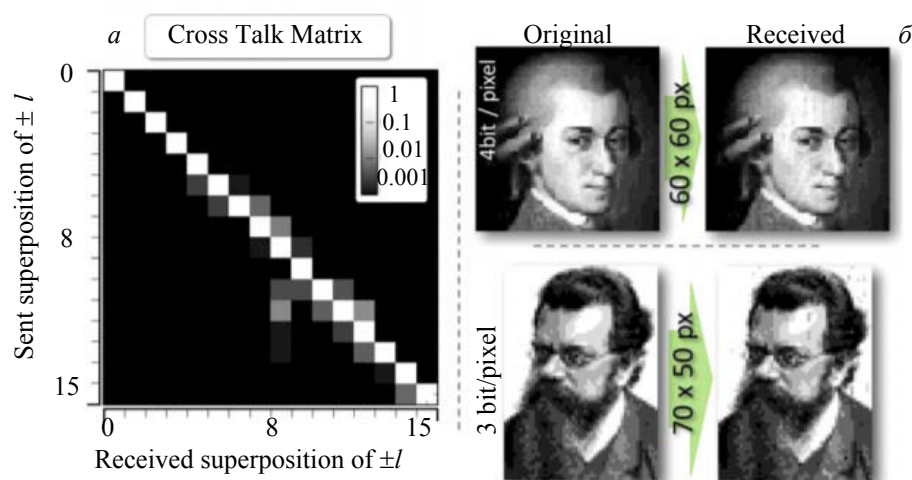 а
Cross Talk Matrix
0
8
15
Sent superposition of ± l
0
8
15
Received superposition of ±l
1
0.1
0.01
0.001
Original
Received
б
4bit / pixel
60 x 60 px
3 bit/pixel
70 x 50 px